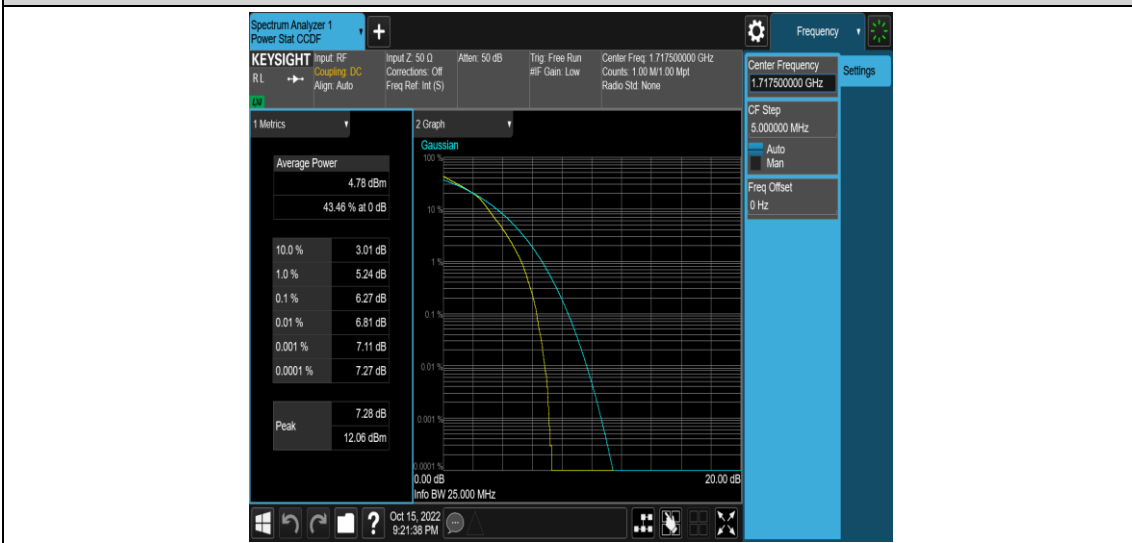 Spectrum Analyzer 1
Power Stat CCDF
+
Frequency
KEYSIGHT
RL
LXI
Input: RF
Coupling: DC
Align: Auto
Input Z: 50 Ω
Corrections: Off
Freq Ref: Int (S)
Atten: 50 dB
Trig: Free Run
#IF Gain: Low
Center Freq: 1.717500000 GHz
Counts: 1.00 M/1.00 Mpt
Radio Std: None
Center Frequency
1.717500000 GHz
Settings
CF Step
5.000000 MHz
Auto
Man
Freq Offset
0 Hz
1 Metrics
Average Power
4.78 dBm
43.46 % at 0 dB
10.0 % 3.01 dB
1.0 % 5.24 dB
0.1 % 6.27 dB
0.01 % 6.81 dB
0.001 % 7.11 dB
0.0001 % 7.27 dB
Peak 7.28 dB
12.06 dBm
2 Graph
Gaussian
100 %
10 %
1 %
0.1 %
0.01 %
0.001 %
0.0001 %
0.00 dB 20.00 dB
Info BW 25.000 MHz
?
Oct 15, 2022
9:21:38 PM